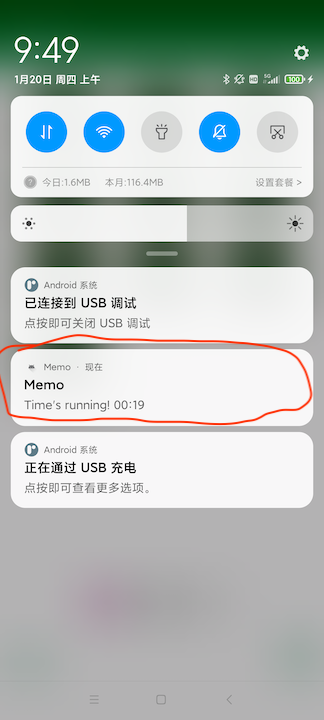 9:49
1月20日 周四 上午
HD
5G
100
今日:1.6MB 本月:116.4MB 设置套餐 >
Android 系统
已连接到 USB 调试
点按即可关闭 USB 调试
Memo · 现在
Memo
Time's running! 00:19
Android 系统
正在通过 USB 充电
点按即可查看更多选项。